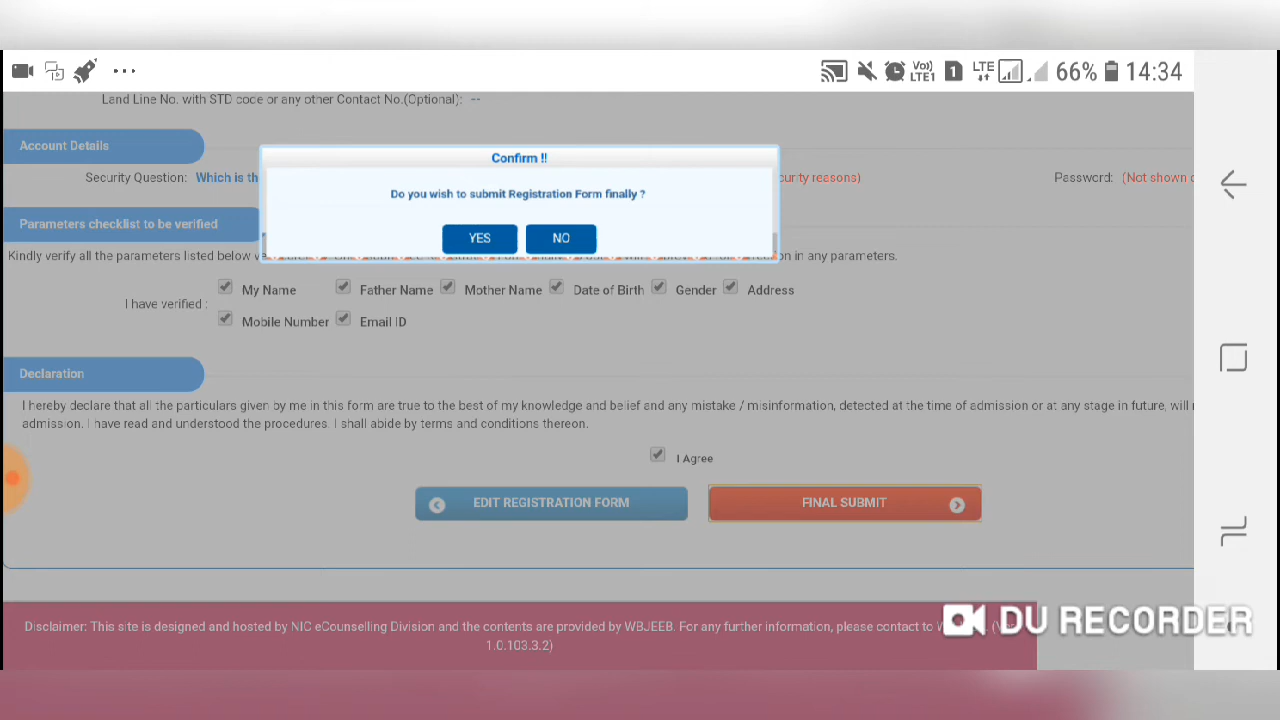 LTE 66% 14:34
Vo)
LTE1
1
Land Line No. with STD code or any other Contact No.(Optional): --
Account Details
Confirm !!
Security Question: Which is th curity reasons) Password: (Not shown
Do you wish to submit Registration Form finally ?
Parameters checklist to be verified
YES NO
Kindly verify all the parameters listed below in any parameters.
I have verified :
My Name Father Name Mother Name Date of Birth Gender Address
Mobile Number Email ID
Declaration
I hereby declare that all the particulars given by me in this form are true to the best of my knowledge and belief and any mistake / misinformation, detected at the time of admission or at any stage in future, will
admission. I have read and understood the procedures. I shall abide by terms and conditions thereon.
I Agree
EDIT REGISTRATION FORM FINAL SUBMIT
Disclaimer: This site is designed and hosted by NIC eCounselling Division and the contents are provided by WBJEEB. For any further information, please contact to
1.0.103.3.2)
DU RECORDER